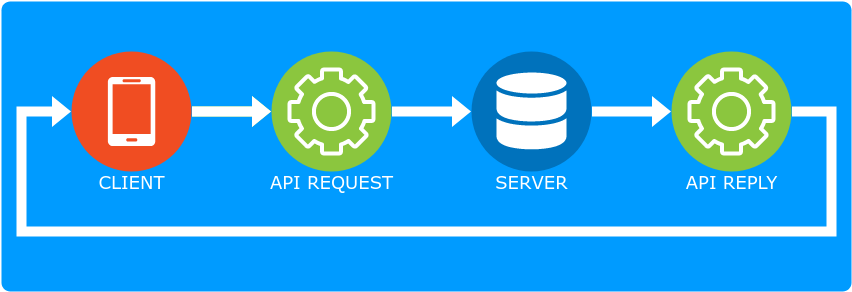 CLIENT
API REQUEST
SERVER
API REPLY